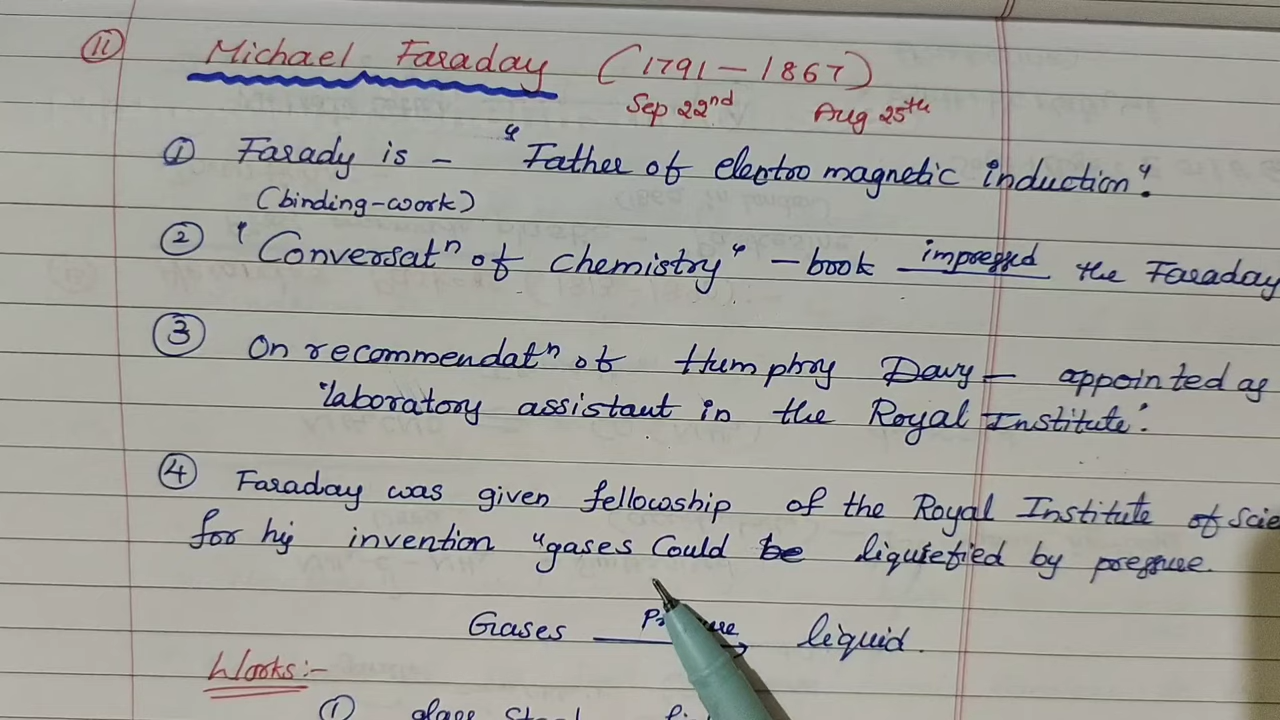 11 Michael Faraday (1791-1867)
Sep 22nd Aug 25th
① Farady is - "Father of electro magnetic induction".
(binding-work)
② "Conversatⁿ of chemistry" - book impressed the Faraday
③ On recommendatⁿ of Humphry Davy - appointed as
"laboratory assistant in the Royal Institute".
④ Faraday was given fellowship of the Royal Institute of Scie
for his invention "gases could be liquiefied by pressure.
Gases liquid.
Works:-
①